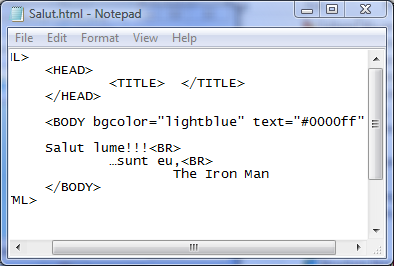 Salut.html - Notepad
File Edit Format View Help
IL>
<HEAD>
<TITLE> </TITLE>
</HEAD>
<BODY bgcolor="lightblue" text="#0000ff"
Salut lume!!!<BR>
…sunt eu,<BR>
The Iron Man
</BODY>
ML>